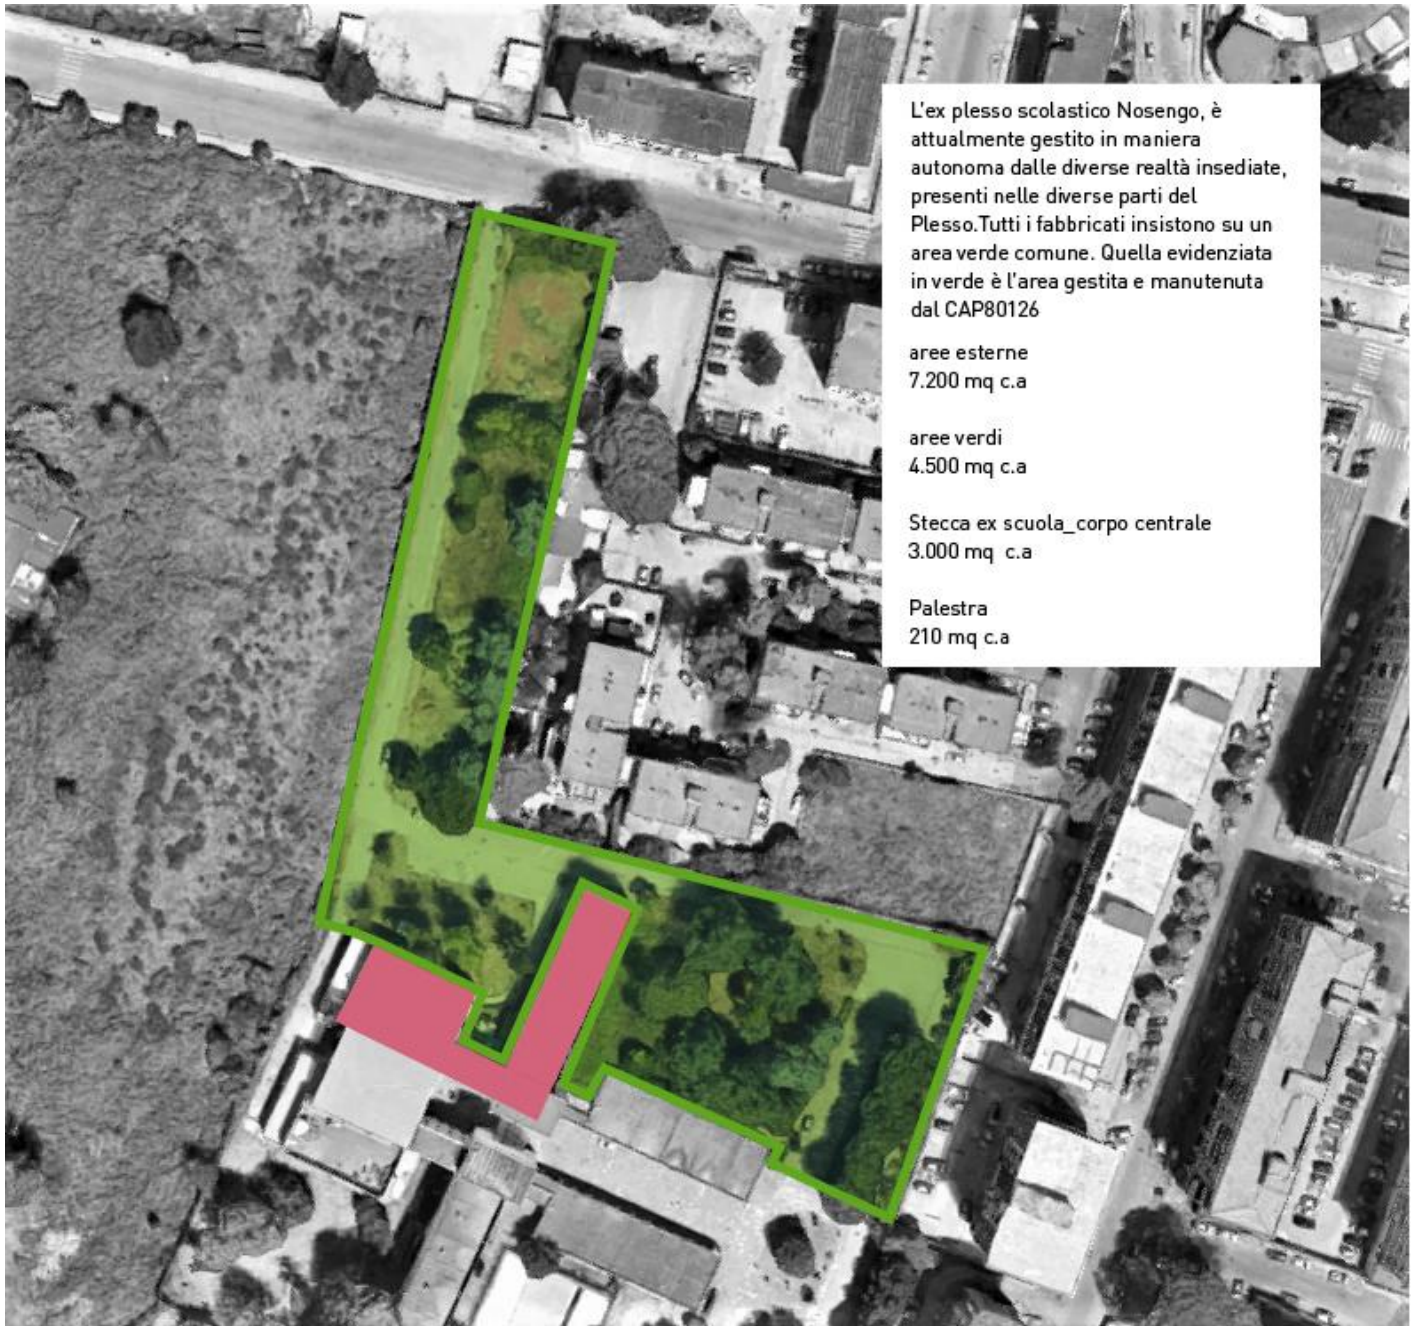 L'ex plesso scolastico Nosengo, è
attualmente gestito in maniera
autonoma dalle diverse realtà insediate,
presenti nelle diverse parti del
Plesso.Tutti i fabbricati insistono su un
area verde comune. Quella evidenziata
in verde è l'area gestita e manutenuta
dal CAP80126
aree esterne
7.200 mq c.a
aree verdi
4.500 mq c.a
Stecca ex scuola_corpo centrale
3.000 mq c.a
Palestra
210 mq c.a